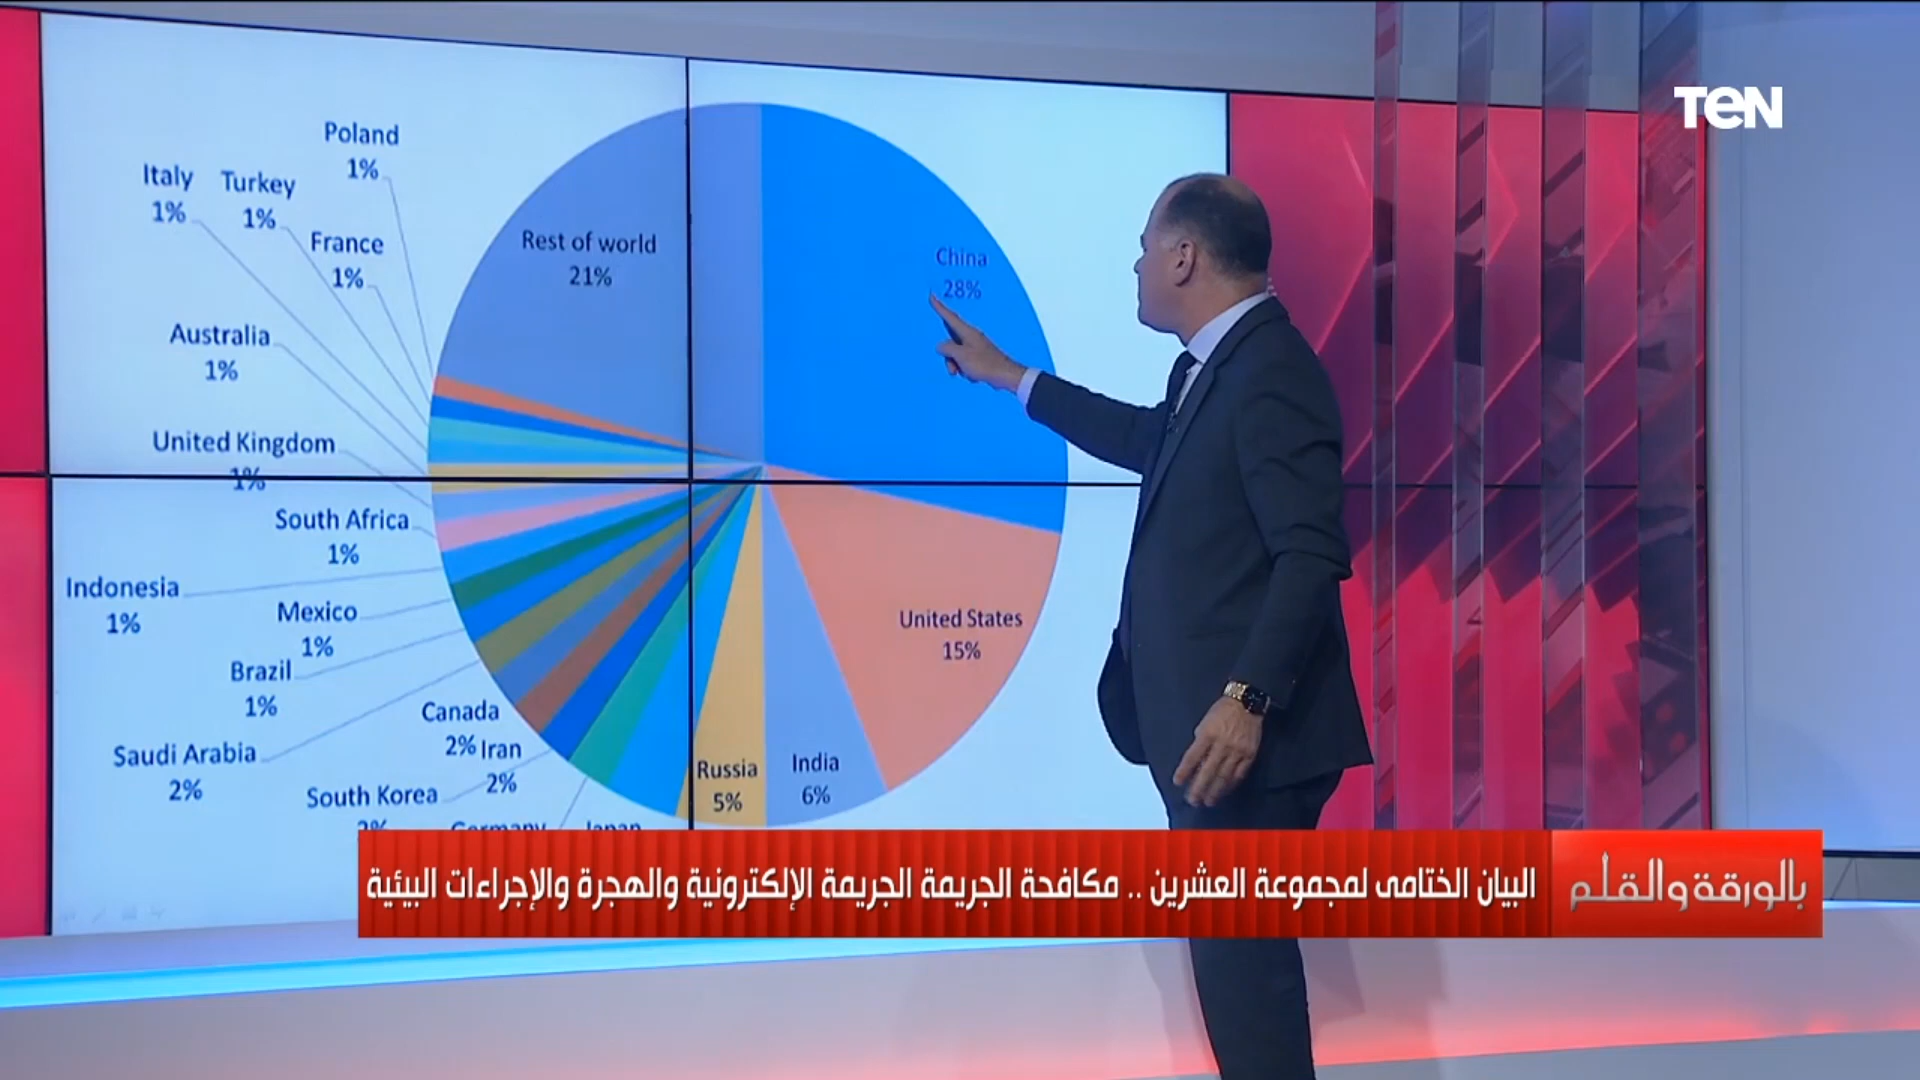 TEN
Poland
1%
Italy
1%
Turkey
1%
France
1%
Rest of world
21%
China
28%
Australia
1%
United Kingdom
1%
South Africa
1%
Indonesia
1%
Mexico
1%
Brazil
1%
United States
15%
Canada
2%
Iran
2%
Saudi Arabia
2%
South Korea
2%
Germany
Japan
Russia
5%
India
6%
بالورقة والقلم
البيان الختامى لمجموعة العشرين .. مكافحة الجريمة الجريمة الإلكترونية والهجرة والإجراءات البيئية